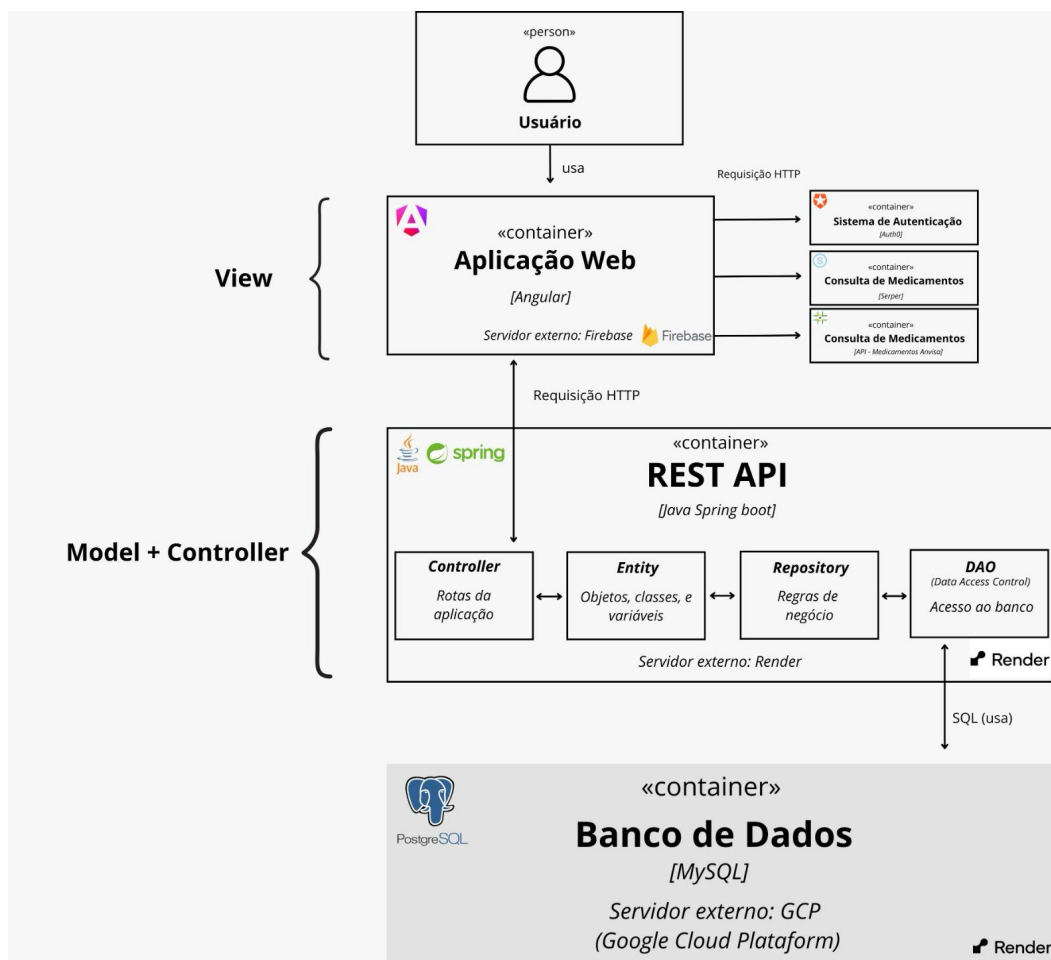 «person»
Usuário
usa
Requisição HTTP
View
«container»
Aplicação Web
[Angular]
Servidor externo: Firebase
Firebase
«container»
Sistema de Autenticação
[Auth0]
«container»
Consulta de Medicamentos
[Serper]
«container»
Consulta de Medicamentos
[API - Medicamentos Anvisa]
Requisição HTTP
Model + Controller
Java
spring
«container»
REST API
[Java Spring boot]
Controller
Rotas da
aplicação
Entity
Objetos, classes, e
variáveis
Repository
Regras de
negócio
DAO
(Data Access Control)
Acesso ao banco
Servidor externo: Render
Render
SQL (usa)
PostgreSQL
«container»
Banco de Dados
[MySQL]
Servidor externo: GCP
(Google Cloud Plataform)
Render